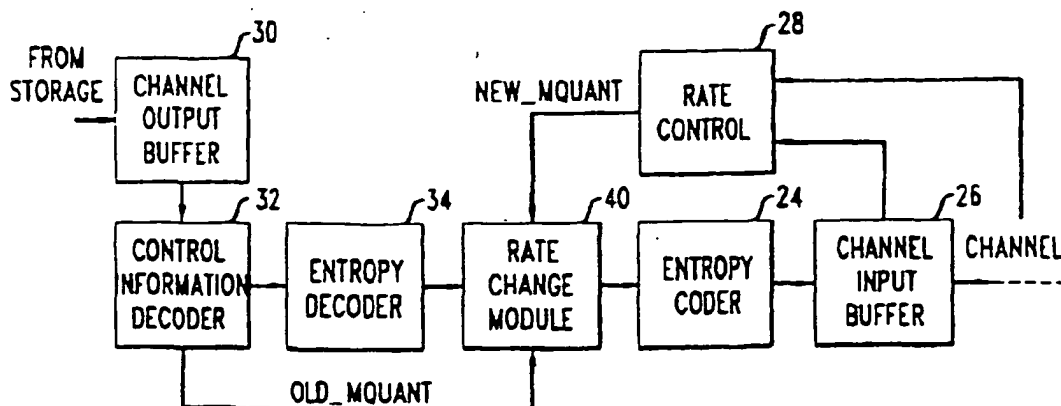 FROM
STORAGE
30
CHANNEL
OUTPUT
BUFFER
NEW_MQUANT
28
RATE
CONTROL
32
CONTROL
INFORMATION
DECODER
34
ENTROPY
DECODER
40
RATE
CHANGE
MODULE
24
ENTROPY
CODER
26
CHANNEL
INPUT
BUFFER
CHANNEL
OLD_MQUANT